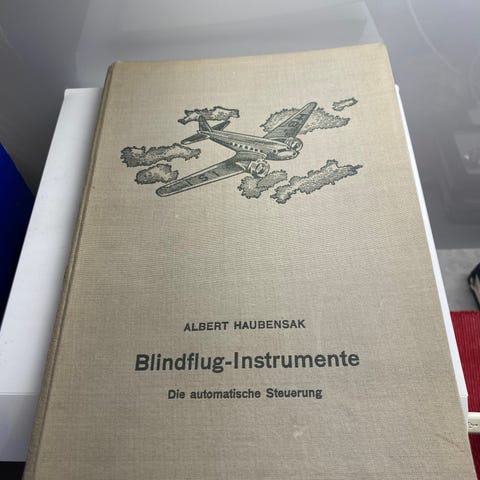 ALBERT HAUBENSAK
Blindflug-Instrumente
Die automatische Steuerung